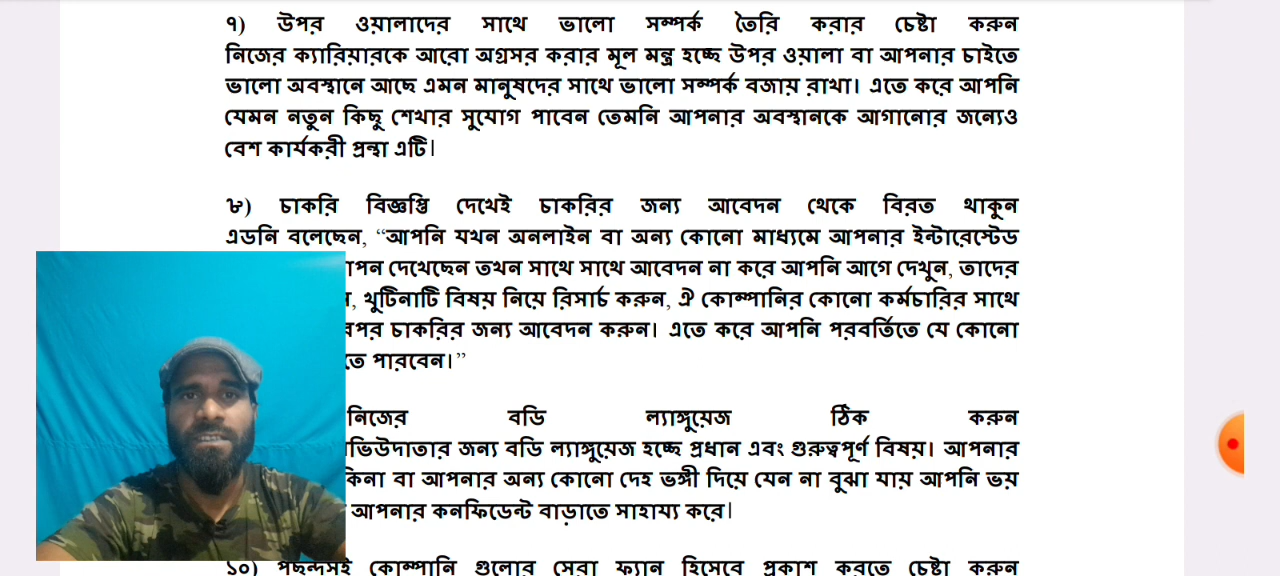 ৭) উপর ওয়ালাদের সাথে ভালো সম্পর্ক তৈরি করার চেষ্টা করুন
নিজের ক্যারিয়ারকে আরো অগ্রসর করার মূল মন্ত্র হচ্ছে উপর ওয়ালা বা আপনার চাইতে
ভালো অবস্থানে আছে এমন মানুষদের সাথে ভালো সম্পর্ক বজায় রাখা। এতে করে আপনি
যেমন নতুন কিছু শেখার সুযোগ পাবেন তেমনি আপনার অবস্থানকে আগানোর জন্যেও
বেশ কার্যকরী প্রন্থা এটি।
৮) চাকরি বিজ্ঞপ্তি দেখেই চাকরির জন্য আবেদন থেকে বিরত থাকুন
এডনি বলেছেন, “আপনি যখন অনলাইন বা অন্য কোনো মাধ্যমে আপনার ইন্টারেস্টেড
দেখেছেন তখন সাথে সাথে আবেদন না করে আপনি আগে দেখুন, তাদের
খুটিনাটি বিষয় নিয়ে রিসার্চ করুন, ঐ কোম্পানির কোনো কর্মচারির সাথে
চাকরির জন্য আবেদন করুন। এতে করে আপনি পরবর্তিতে যে কোনো
পারবেন।”
নিজের বডি ল্যাঙ্গুয়েজ ঠিক করুন
জন্য বডি ল্যাঙ্গুয়েজ হচ্ছে প্রধান এবং গুরুত্বপূর্ণ বিষয়। আপনার
কিনা বা আপনার অন্য কোনো দেহ ভঙ্গী দিয়ে যেন না বুঝা যায় আপনি ভয়
আপনার কনফিডেন্ট বাড়াতে সাহায্য করে।
১০) পছন্দসই কোম্পানি গুলোর সেরা ফ্যান হিসেবে প্রকাশ করতে চেষ্টা করুন